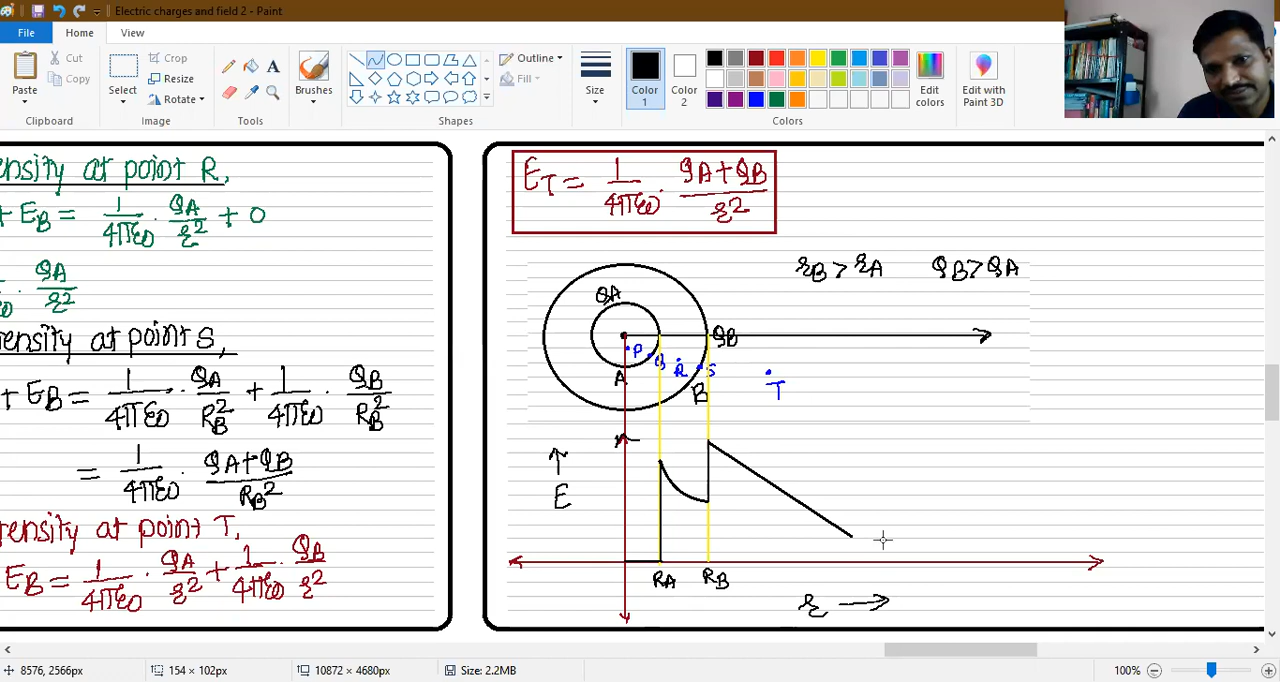 Electric charges and field 2 - Paint
File Home View
Paste Cut Copy Clipboard
Select Crop Resize Rotate Image
Tools
Brushes
Outline Fill Shapes
Size
Color 1 Color 2 Edit colors Edit with Paint 3D Colors
ensity at point R,
+ EB = 1/4πε0 · QA/r² + 0
QA/r²
ensity at point S,
+ EB = 1/4πε0 · QA/RB² + 1/4πε0 · QB/RB²
= 1/4πε0 · QA+QB/RB²
tensity at point T,
EB = 1/4πε0 · QA/r² + 1/4πε0 · QB/r²
ET = 1/4πε0 · QA+QB/r²
rB > rA QB > QA
QA
QB
P Q R S
A
B
T
↑
E
RA RB
r →
8576, 2566px 154 × 102px 10872 × 4680px Size: 2.2MB 100%